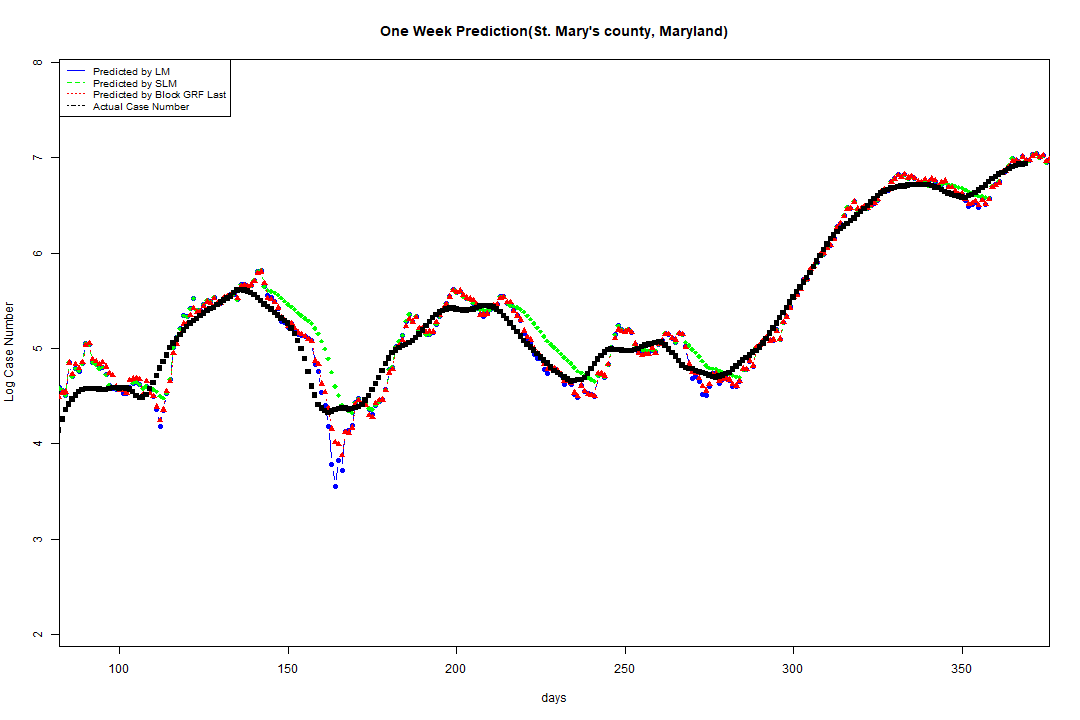 One Week Prediction(St. Mary's county, Maryland)
Predicted by LM
Predicted by SLM
Predicted by Block GRF Last
Actual Case Number
8
7
6
5
4
3
2
Log Case Number
100 150 200 250 300 350
days